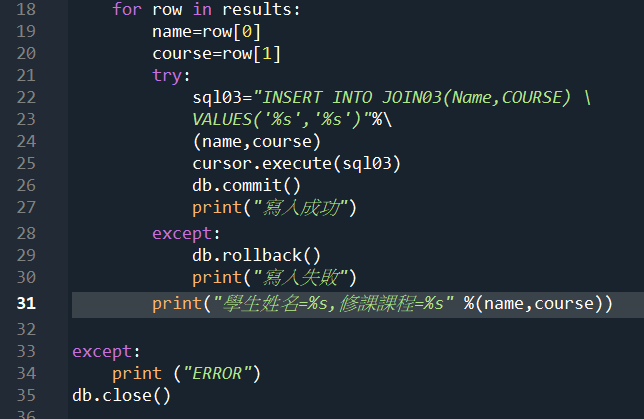 18 for row in results:
19 name=row[0]
20 course=row[1]
21 try:
22 sql03="INSERT INTO JOIN03(Name,COURSE) \
23 VALUES('%s','%s')"%\
24 (name,course)
25 cursor.execute(sql03)
26 db.commit()
27 print("寫入成功")
28 except:
29 db.rollback()
30 print("寫入失敗")
31 print("學生姓名=%s,修課課程=%s" %(name,course))
32
33 except:
34 print ("ERROR")
35 db.close()
36